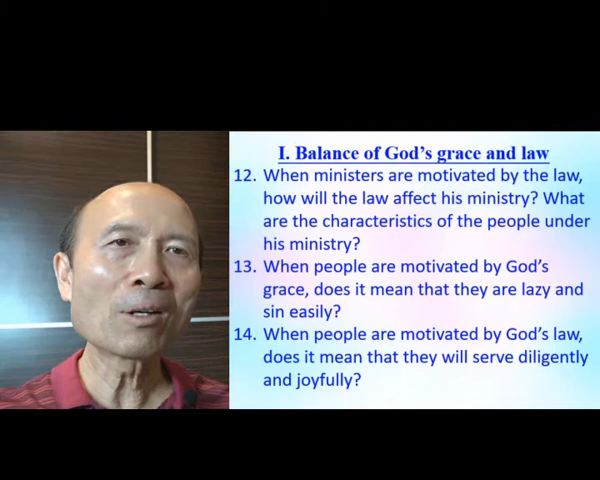 I. Balance of God's grace and law
12. When ministers are motivated by the law,
how will the law affect his ministry? What
are the characteristics of the people under
his ministry?
13. When people are motivated by God's
grace, does it mean that they are lazy and
sin easily?
14. When people are motivated by God's law,
does it mean that they will serve diligently
and joyfully?